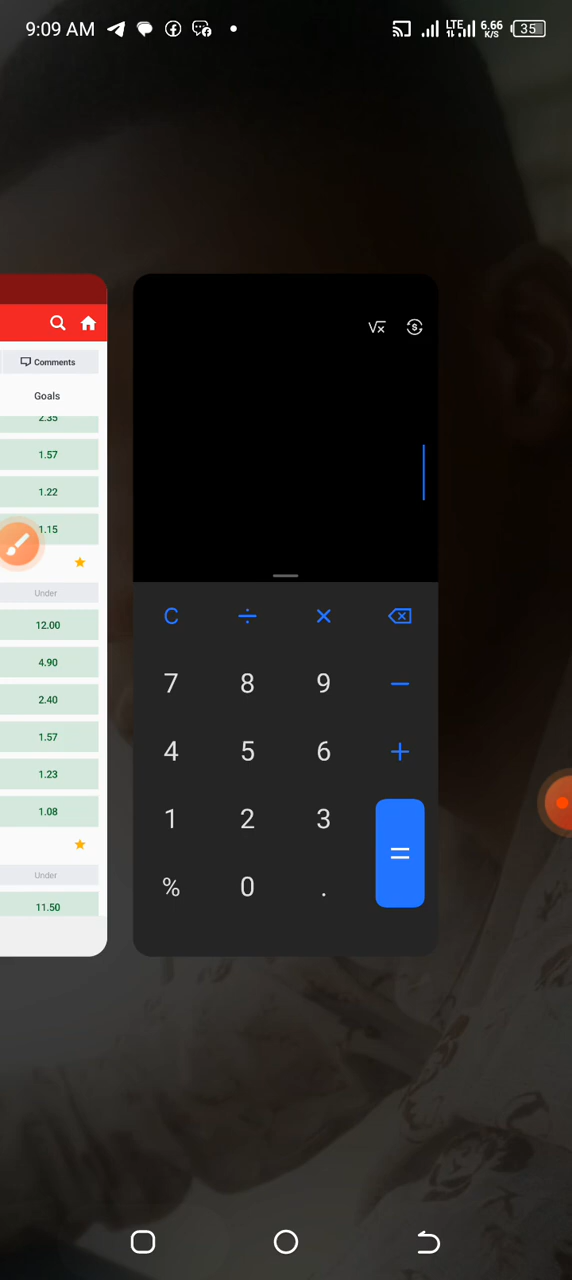 9:09 AM LTE 6.66 K/S 35
Comments
Goals
2.35
1.57
1.22
1.15
Under
12.00
4.90
2.40
1.57
1.23
1.08
Under
11.50
√x $
C ÷ ×
7 8 9 −
4 5 6 +
1 2 3
=
% 0 .